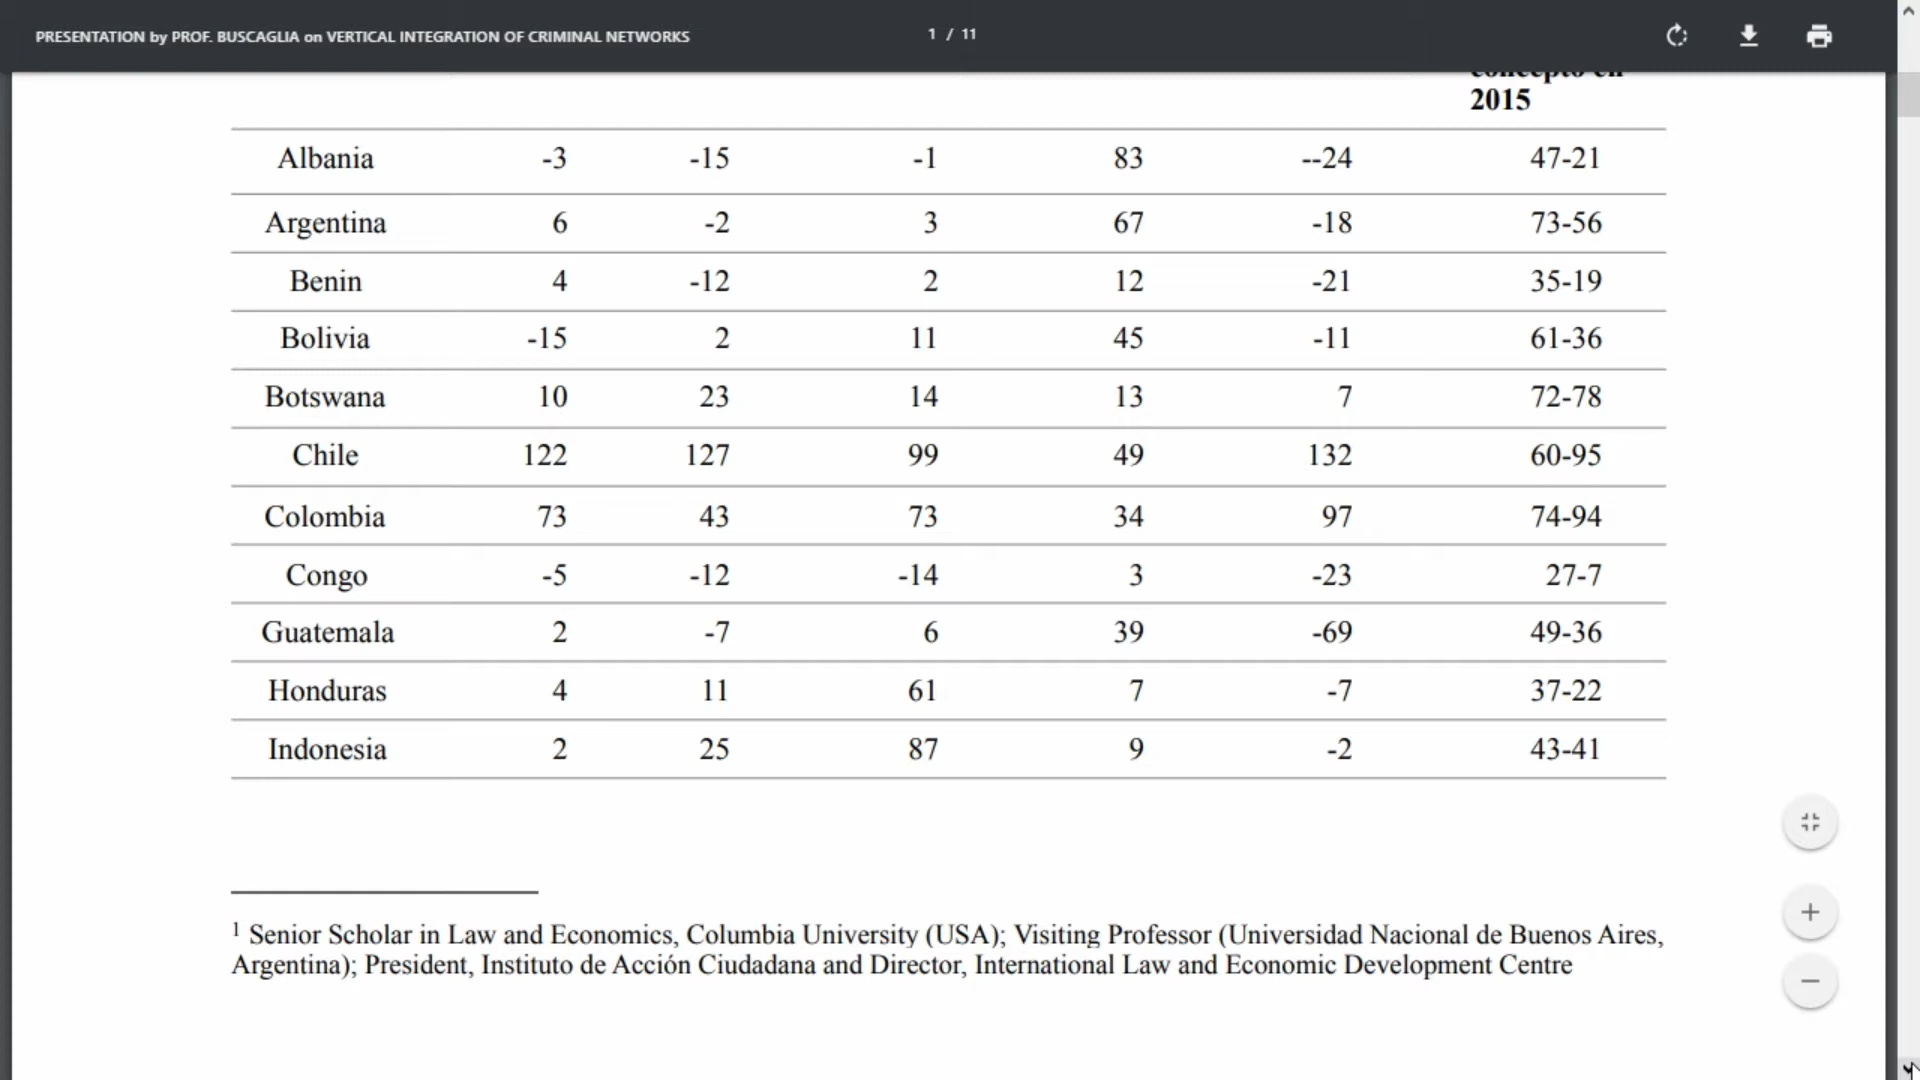 PRESENTATION by PROF. BUSCAGLIA on VERTICAL INTEGRATION OF CRIMINAL NETWORKS 1 / 11
concepto en
2015
Albania -3 -15 -1 83 --24 47-21
Argentina 6 -2 3 67 -18 73-56
Benin 4 -12 2 12 -21 35-19
Bolivia -15 2 11 45 -11 61-36
Botswana 10 23 14 13 7 72-78
Chile 122 127 99 49 132 60-95
Colombia 73 43 73 34 97 74-94
Congo -5 -12 -14 3 -23 27-7
Guatemala 2 -7 6 39 -69 49-36
Honduras 4 11 61 7 -7 37-22
Indonesia 2 25 87 9 -2 43-41
1 Senior Scholar in Law and Economics, Columbia University (USA); Visiting Professor (Universidad Nacional de Buenos Aires,
Argentina); President, Instituto de Acción Ciudadana and Director, International Law and Economic Development Centre